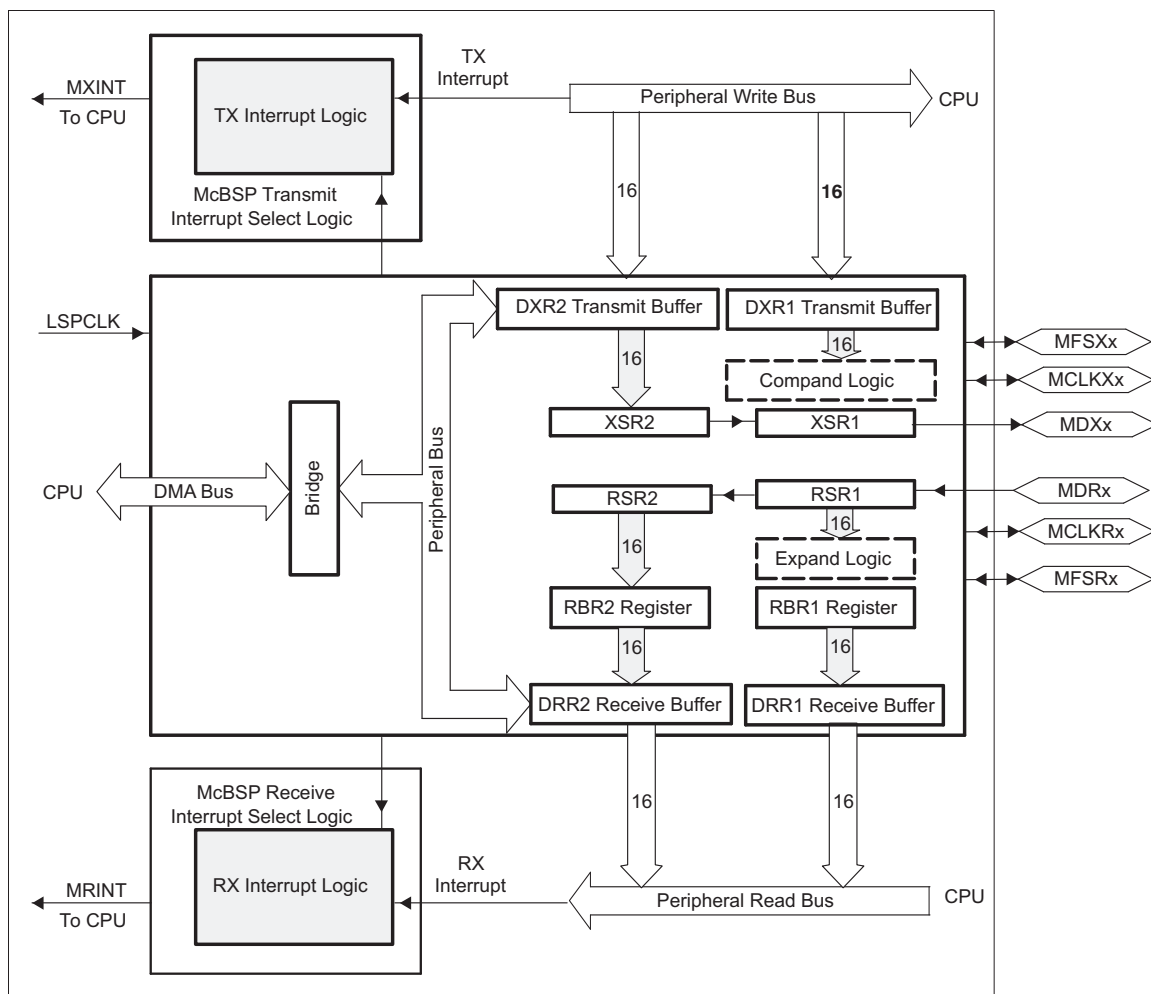 TX
Interrupt
MXINT
To CPU
TX Interrupt Logic
Peripheral Write Bus
CPU
McBSP Transmit
Interrupt Select Logic
16
16
LSPCLK
DXR2 Transmit Buffer
DXR1 Transmit Buffer
16
16
Compand Logic
MFSXx
MCLKXx
XSR2
XSR1
MDXx
CPU
DMA Bus
Bridge
Peripheral Bus
RSR2
RSR1
MDRx
16
16
Expand Logic
MCLKRx
MFSRx
RBR2 Register
RBR1 Register
16
16
DRR2 Receive Buffer
DRR1 Receive Buffer
McBSP Receive
Interrupt Select Logic
16
16
RX Interrupt Logic
RX
Interrupt
MRINT
To CPU
Peripheral Read Bus
CPU